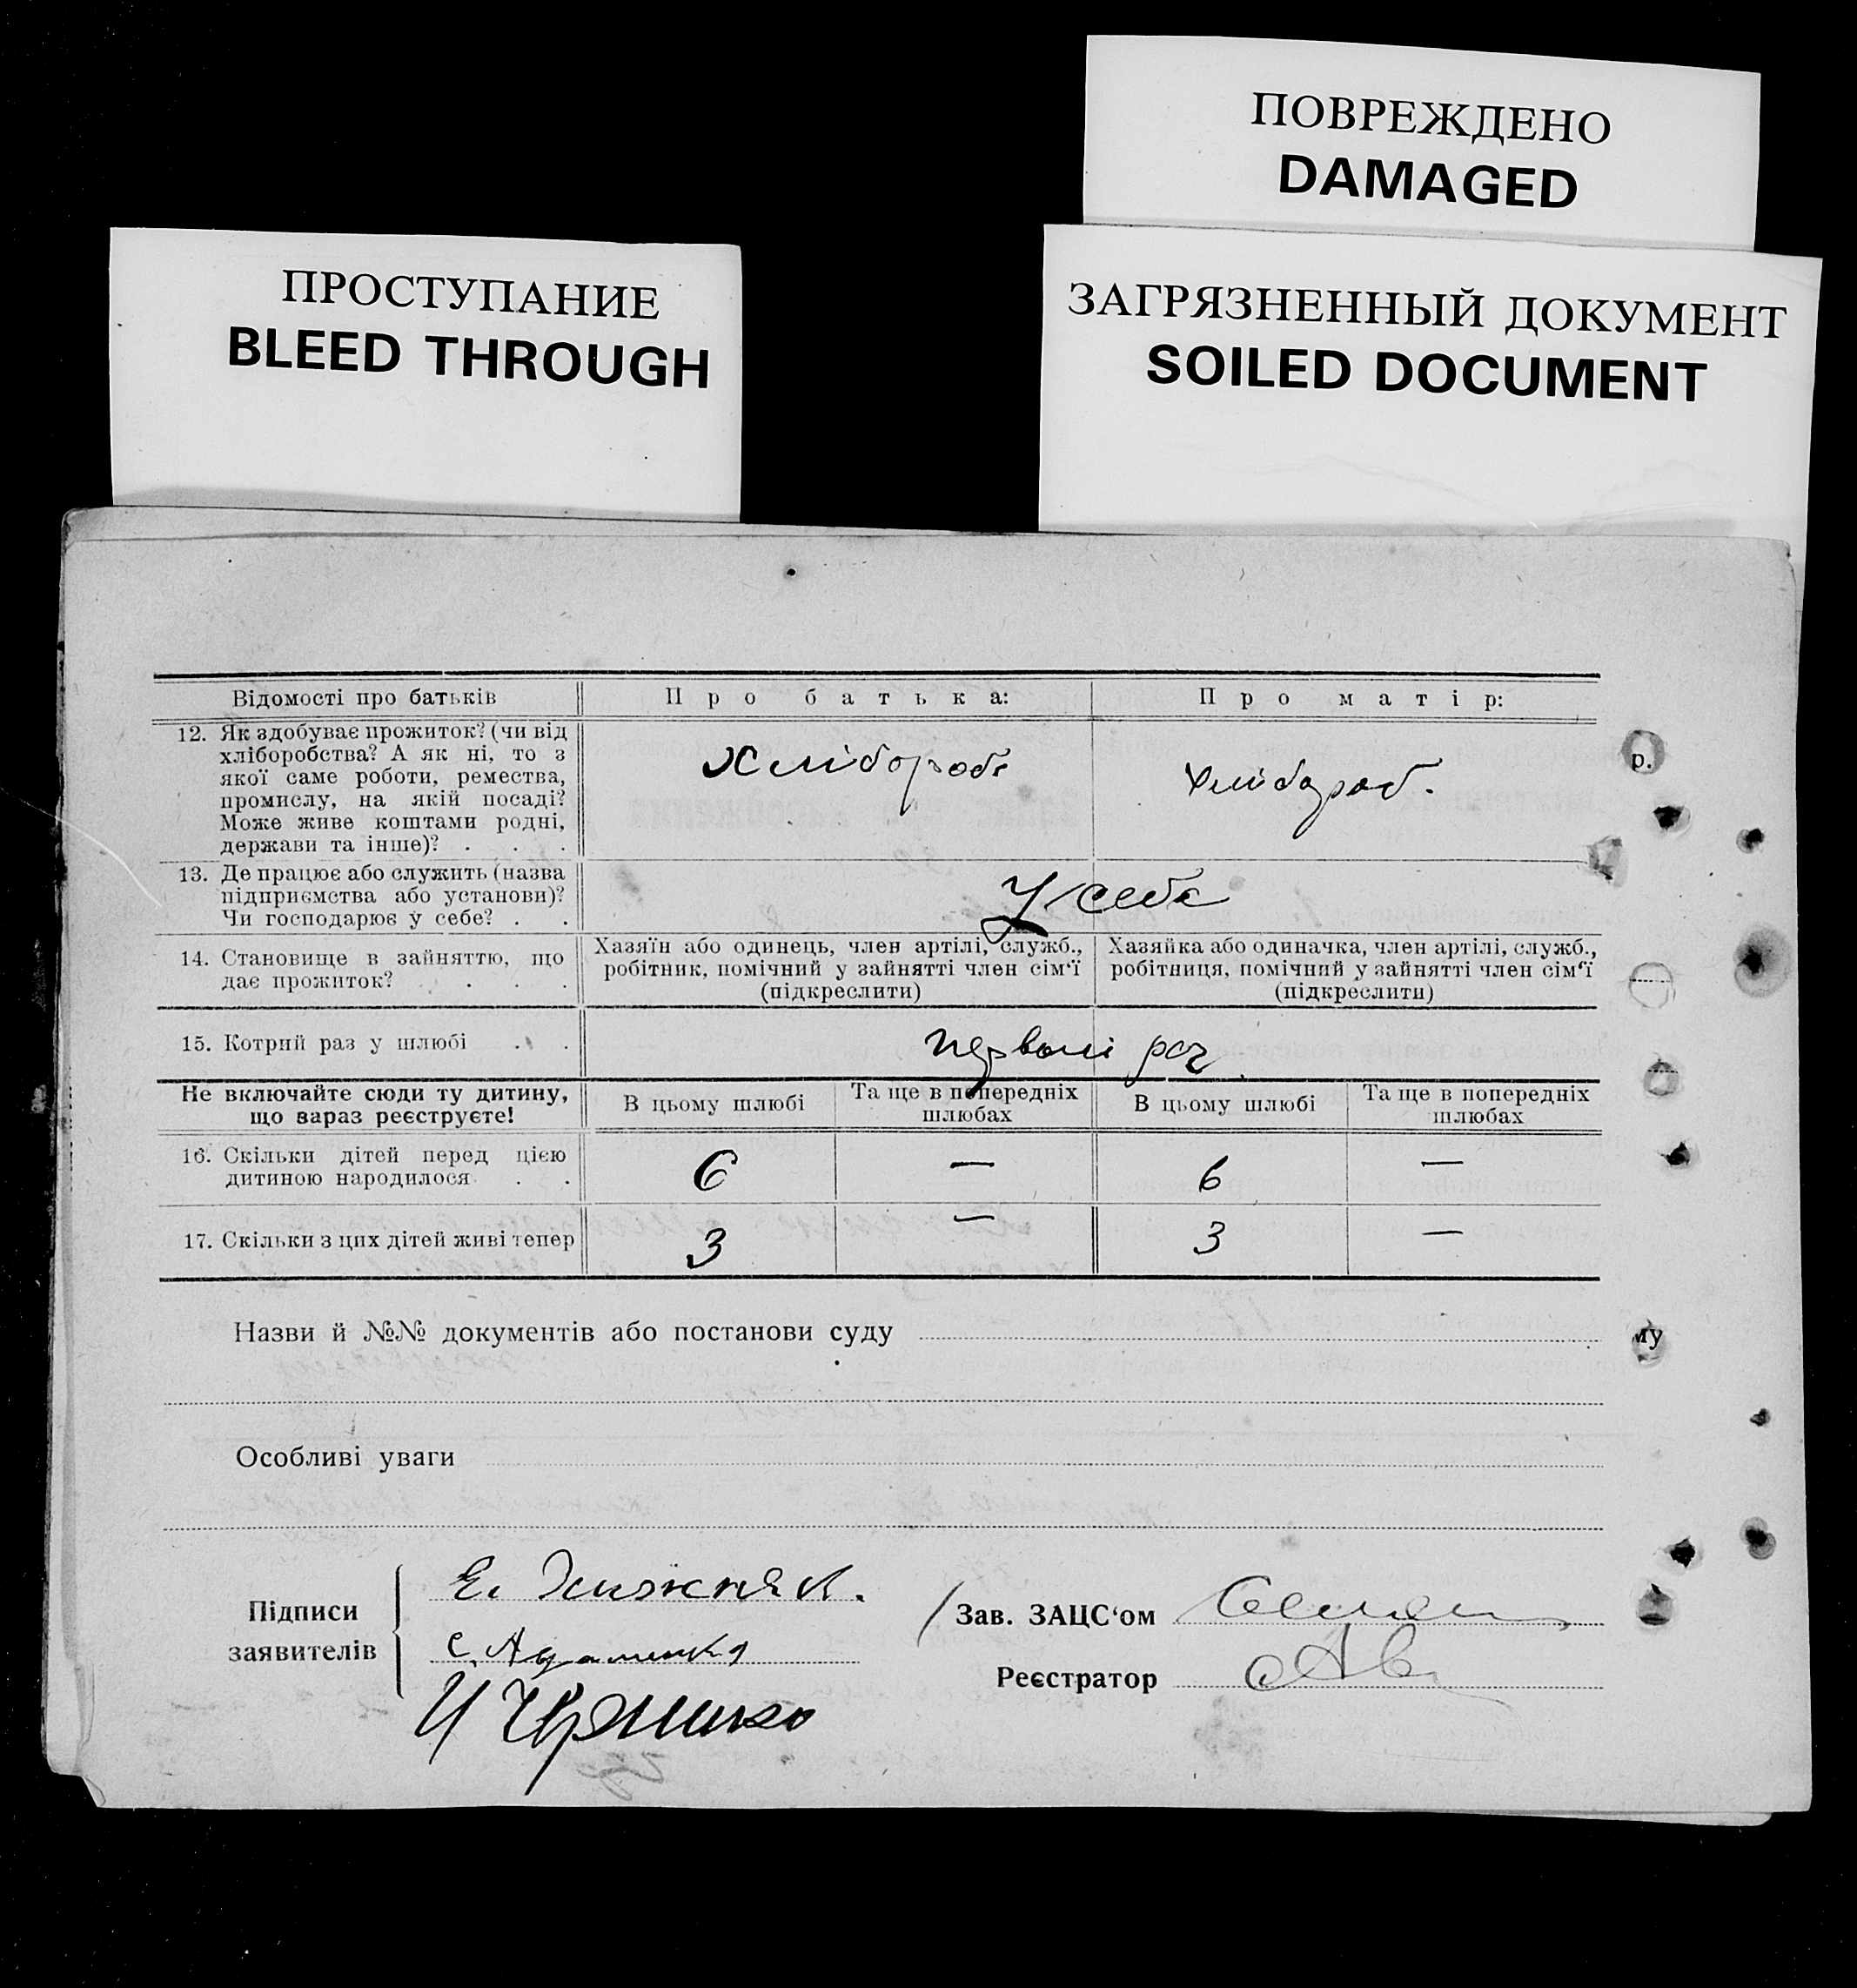 ПОВРЕЖДЕНО
DAMAGED
ПРОСТУПАНИЕ
BLEED THROUGH
ЗАГРЯЗНЕННЫЙ ДОКУМЕНТ
SOILED DOCUMENT
Відомості про батьків
Про батька:
Про матір:
12. Як здобуває прожиток? (чи від
хліборобства? А як ні, то з
якої саме роботи, ремества,
промислу, на якій посаді?
Може живе коштами родні,
держави та інше)? . . .
Хлібороб
Хлібороб.
р.
13. Де працює або служить (назва
підприємства або установи)?
Чи господарює у себе? . .
У себе
14. Становище в зайняттю, що
дає прожиток? . . . .
Хазяїн або одинець, член артілі, служб.,
робітник, помічний у зайнятті член сім'ї
(підкреслити)
Хазяйка або одиначка, член артілі, служб.,
робітниця, помічний у зайнятті член сім'ї
(підкреслити)
15. Котрий раз у шлюбі . .
раз
Не включайте сюди ту дитину,
що зараз реєструєте!
В цьому шлюбі
Та ще в попередніх
шлюбах
В цьому шлюбі
Та ще в попередніх
шлюбах
16. Скільки дітей перед цією
дитиною народилося . .
6
—
6
—
17. Скільки з цих дітей живі тепер
3
—
3
—
Назви й №№ документів або постанови суду
му
Особливі уваги
Підписи
заявителів
С. Адаменко
Зав. ЗАЦС'ом
Реєстратор